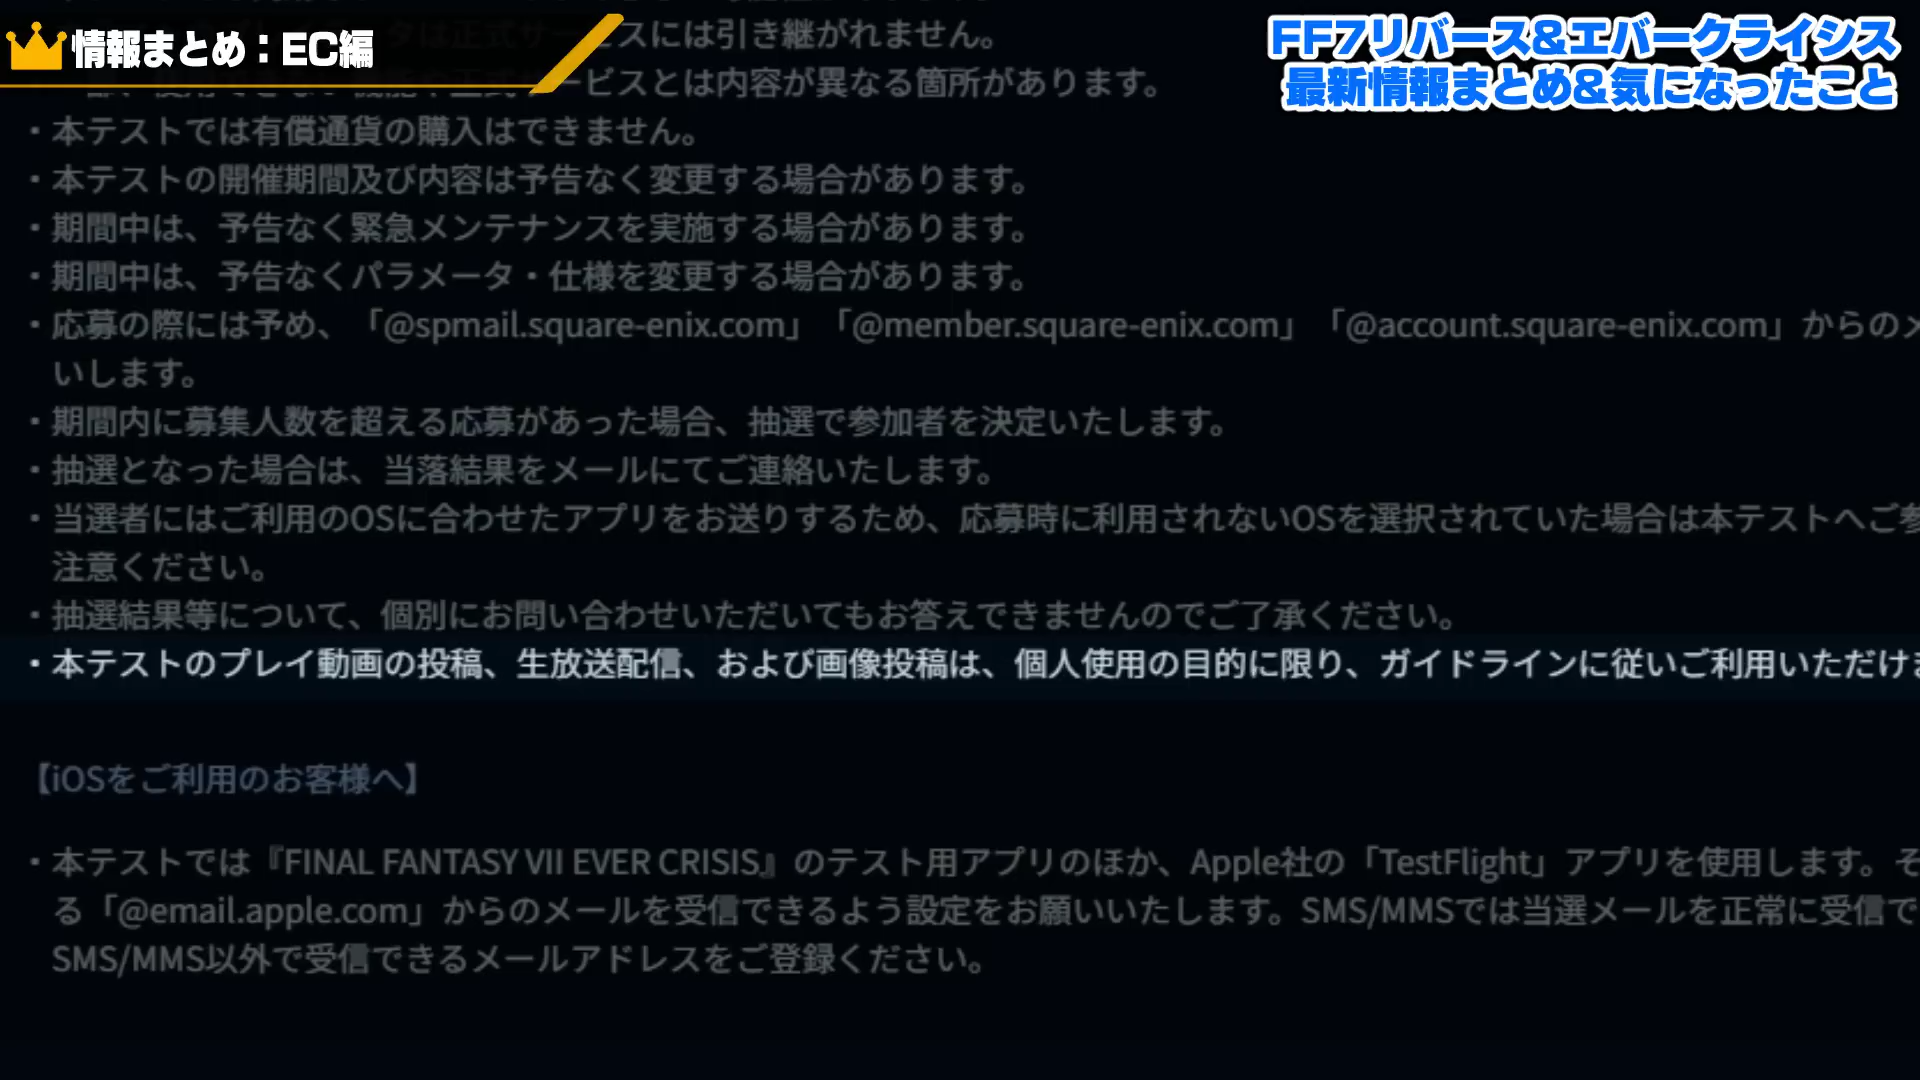 情報まとめ：EC編
FF7リバース&エバークライシス
最新情報まとめ&気になったこと
タは正式サービスには引き継がれません。
サービスとは内容が異なる箇所があります。
・本テストでは有償通貨の購入はできません。
・本テストの開催期間及び内容は予告なく変更する場合があります。
・期間中は、予告なく緊急メンテナンスを実施する場合があります。
・期間中は、予告なくパラメータ・仕様を変更する場合があります。
・応募の際には予め、「@spmail.square-enix.com」「@member.square-enix.com」「@account.square-enix.com」からのメ
いします。
・期間内に募集人数を超える応募があった場合、抽選で参加者を決定いたします。
・抽選となった場合は、当落結果をメールにてご連絡いたします。
・当選者にはご利用のOSに合わせたアプリをお送りするため、応募時に利用されないOSを選択されていた場合は本テストへご参
注意ください。
・抽選結果等について、個別にお問い合わせいただいてもお答えできませんのでご了承ください。
・本テストのプレイ動画の投稿、生放送配信、および画像投稿は、個人使用の目的に限り、ガイドラインに従いご利用いただけま
【iOSをご利用のお客様へ】
・本テストでは『FINAL FANTASY VII EVER CRISIS』のテスト用アプリのほか、Apple社の「TestFlight」アプリを使用します。そ
る「@email.apple.com」からのメールを受信できるよう設定をお願いいたします。SMS/MMSでは当選メールを正常に受信で
SMS/MMS以外で受信できるメールアドレスをご登録ください。